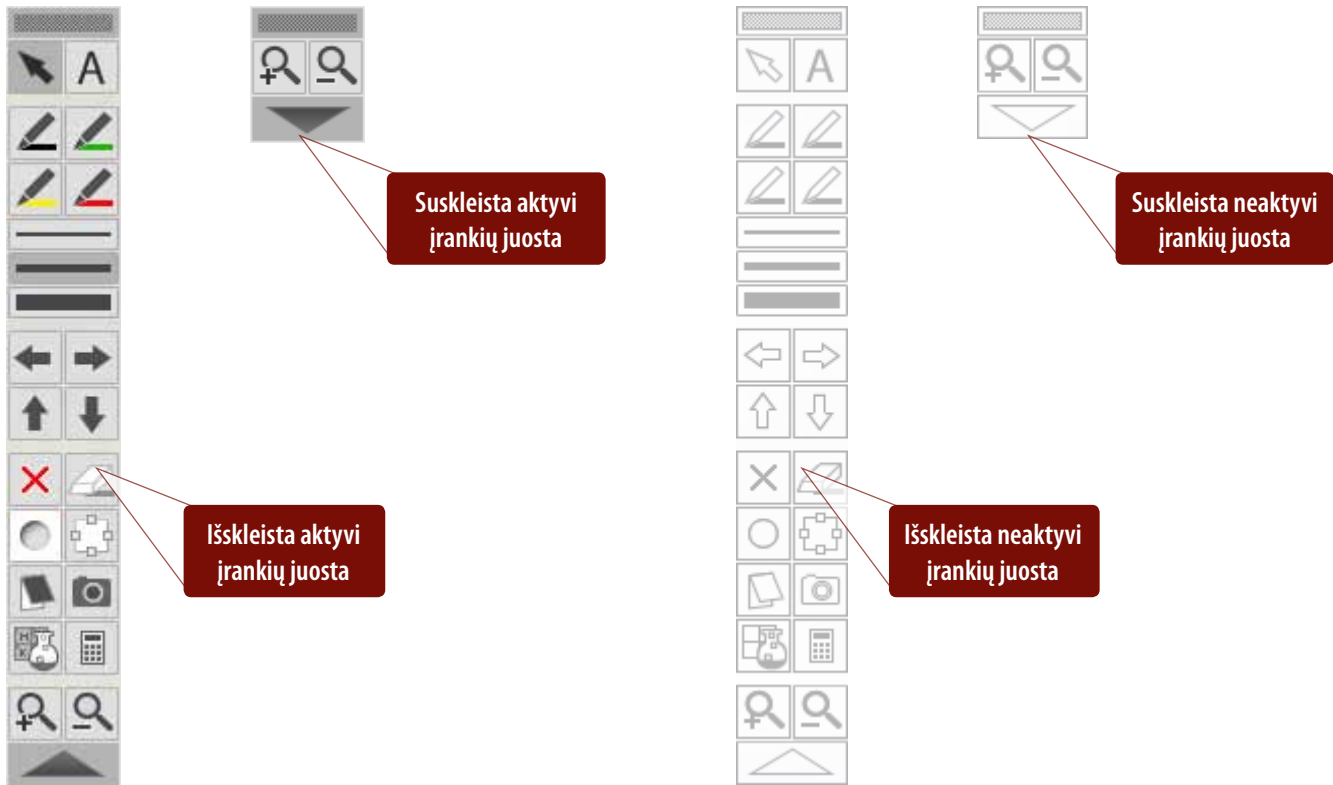 A
A
Suskleista aktyvi
įrankių juosta
Suskleista neaktyvi
įrankių juosta
Išskleista aktyvi
įrankių juosta
Išskleista neaktyvi
įrankių juosta
H
K